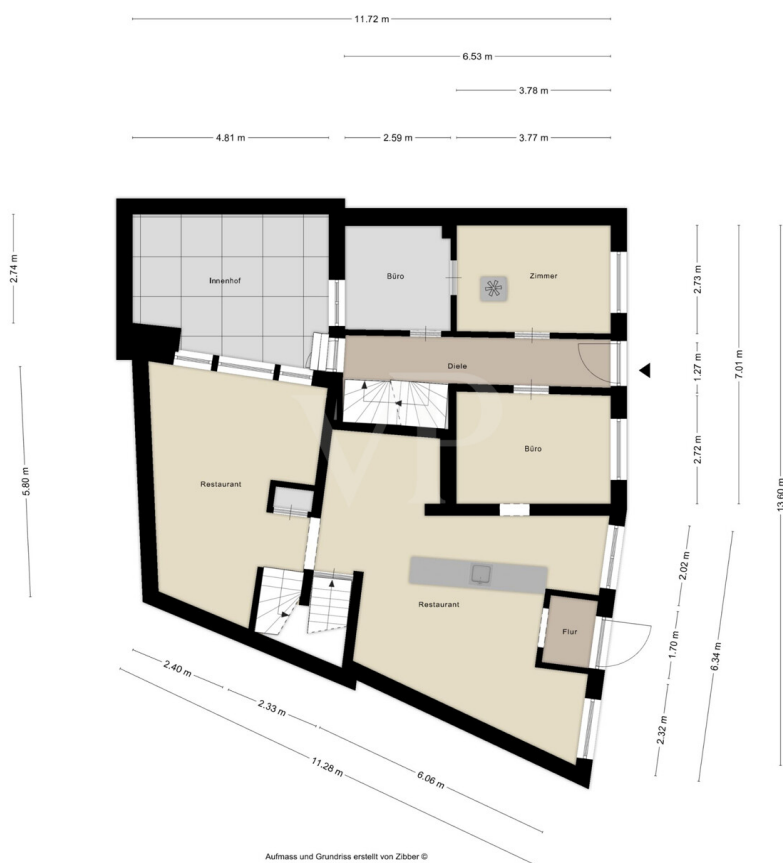 11.72 m
6.53 m
3.78 m
4.81 m
2.59 m
3.77 m
2.74 m
Innenhof
Büro
Zimmer
2.73 m
7.01 m
Diele
1.27 m
VP
5.80 m
Restaurant
Büro
2.72 m
13.60 m
Restaurant
Flur
2.02 m
1.70 m
6.34 m
2.32 m
2.40 m
2.33 m
6.06 m
11.28 m
Aufmass und Grundriss erstellt von Zibber ©